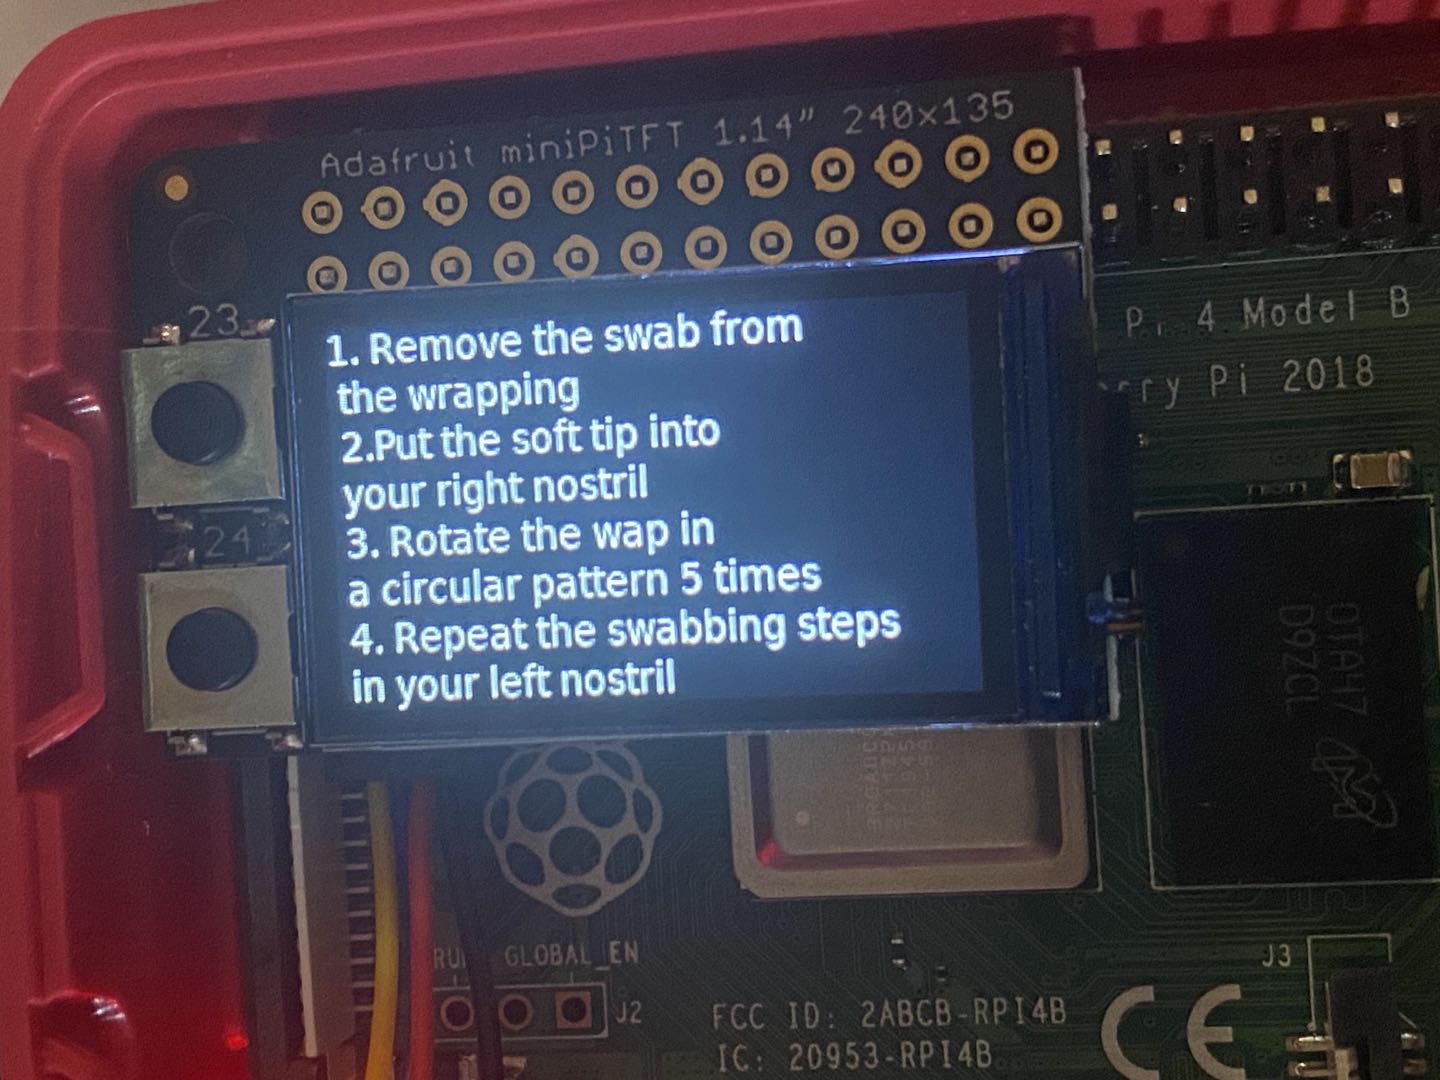 Adafruit miniPiTFT 1.14" 240x135
23
24
1. Remove the swab from
the wrapping
2.Put the soft tip into
your right nostril
3. Rotate the wap in
a circular pattern 5 times
4. Repeat the swabbing steps
in your left nostril
Pi 4 Model B
Pi 2018
OTA47
D9ZCL
GLOBAL_EN
J2
J3
FCC ID: 2ABCB-RPI4B
IC: 20953-RPI4B
CE